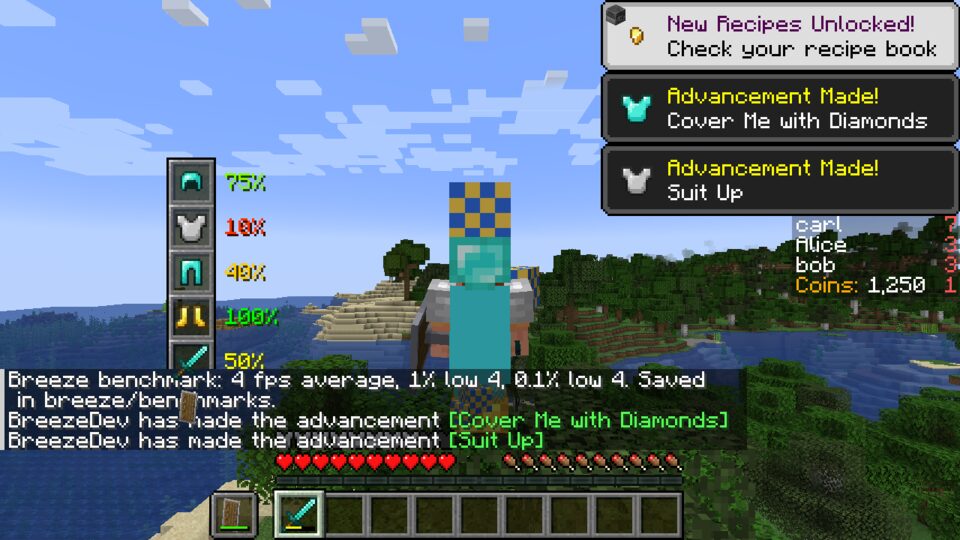 New Recipes Unlocked!
Check your recipe book
Advancement Made!
Cover Me with Diamonds
Advancement Made!
Suit Up
75%
10%
49%
100%
50%
carl 7
Alice 3
bob 3
Coins: 1,250 1
Breeze benchmark: 4 fps average, 1% low 4, 0.1% low 4. Saved
in breeze/benchmarks.
BreezeDev has made the advancement [Cover Me with Diamonds]
BreezeDev has made the advancement [Suit Up]